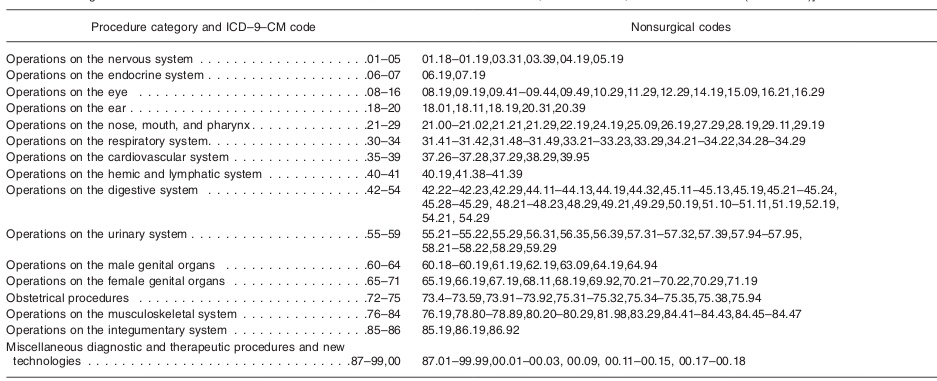 Procedure category and ICD–9–CM code Nonsurgical codes
Operations on the nervous system . . . . . . . . . . . . . . . . . . . .01–05 01.18–01.19,03.31,03.39,04.19,05.19
Operations on the endocrine system . . . . . . . . . . . . . . . . . . .06–07 06.19,07.19
Operations on the eye . . . . . . . . . . . . . . . . . . . . . . . . . . .08–16 08.19,09.19,09.41–09.44,09.49,10.29,11.29,12.29,14.19,15.09,16.21,16.29
Operations on the ear . . . . . . . . . . . . . . . . . . . . . . . . . . . .18–20 18.01,18.11,18.19,20.31,20.39
Operations on the nose, mouth, and pharynx . . . . . . . . . . . . . .21–29 21.00–21.02,21.21,21.29,22.19,24.19,25.09,26.19,27.29,28.19,29.11,29.19
Operations on the respiratory system. . . . . . . . . . . . . . . . . . .30–34 31.41–31.42,31.48–31.49,33.21–33.23,33.29,34.21–34.22,34.28–34.29
Operations on the cardiovascular system . . . . . . . . . . . . . . . .35–39 37.26–37.28,37.29,38.29,39.95
Operations on the hemic and lymphatic system . . . . . . . . . . . .40–41 40.19,41.38–41.39
Operations on the digestive system . . . . . . . . . . . . . . . . . . .42–54 42.22–42.23,42.29,44.11–44.13,44.19,44.32,45.11–45.13,45.19,45.21–45.24,
45.28–45.29, 48.21–48.23,48.29,49.21,49.29,50.19,51.10–51.11,51.19,52.19,
54.21, 54.29
Operations on the urinary system . . . . . . . . . . . . . . . . . . . . .55–59 55.21–55.22,55.29,56.31,56.35,56.39,57.31–57.32,57.39,57.94–57.95,
58.21–58.22,58.29,59.29
Operations on the male genital organs . . . . . . . . . . . . . . . . .60–64 60.18–60.19,61.19,62.19,63.09,64.19,64.94
Operations on the female genital organs . . . . . . . . . . . . . . . .65–71 65.19,66.19,67.19,68.11,68.19,69.92,70.21–70.22,70.29,71.19
Obstetrical procedures . . . . . . . . . . . . . . . . . . . . . . . . . . .72–75 73.4–73.59,73.91–73.92,75.31–75.32,75.34–75.35,75.38,75.94
Operations on the musculoskeletal system . . . . . . . . . . . . . . .76–84 76.19,78.80–78.89,80.20–80.29,81.98,83.29,84.41–84.43,84.45–84.47
Operations on the integumentary system . . . . . . . . . . . . . . . .85–86 85.19,86.19,86.92
Miscellaneous diagnostic and therapeutic procedures and new
technologies . . . . . . . . . . . . . . . . . . . . . . . . . . . . . . .87–99,00 87.01–99.99,00.01–00.03, 00.09, 00.11–00.15, 00.17–00.18